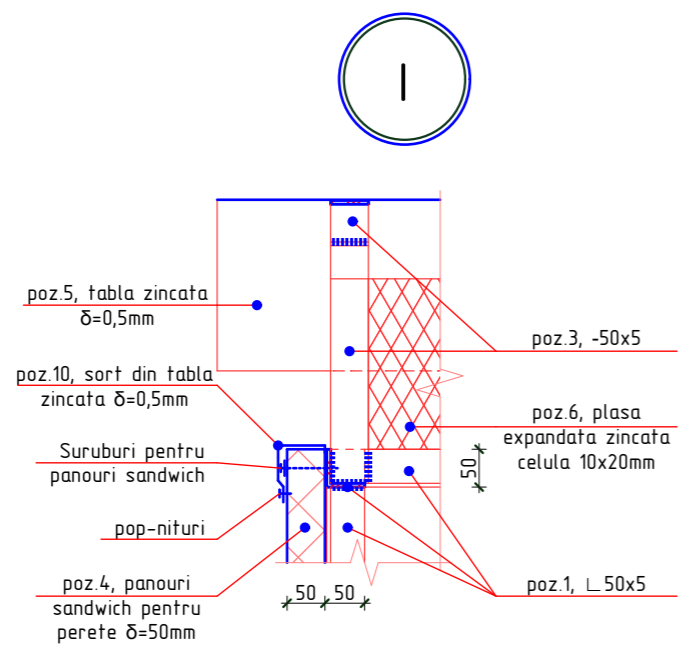 I
poz.5, tabla zincata
δ=0,5mm
poz.10, sort din tabla
zincata δ=0,5mm
Suruburi pentru
panouri sandwich
pop-nituri
poz.4, panouri
sandwich pentru
perete δ=50mm
poz.3, -50x5
poz.6, plasa
expandata zincata
celula 10x20mm
50
poz.1, ∟50x5
50 50